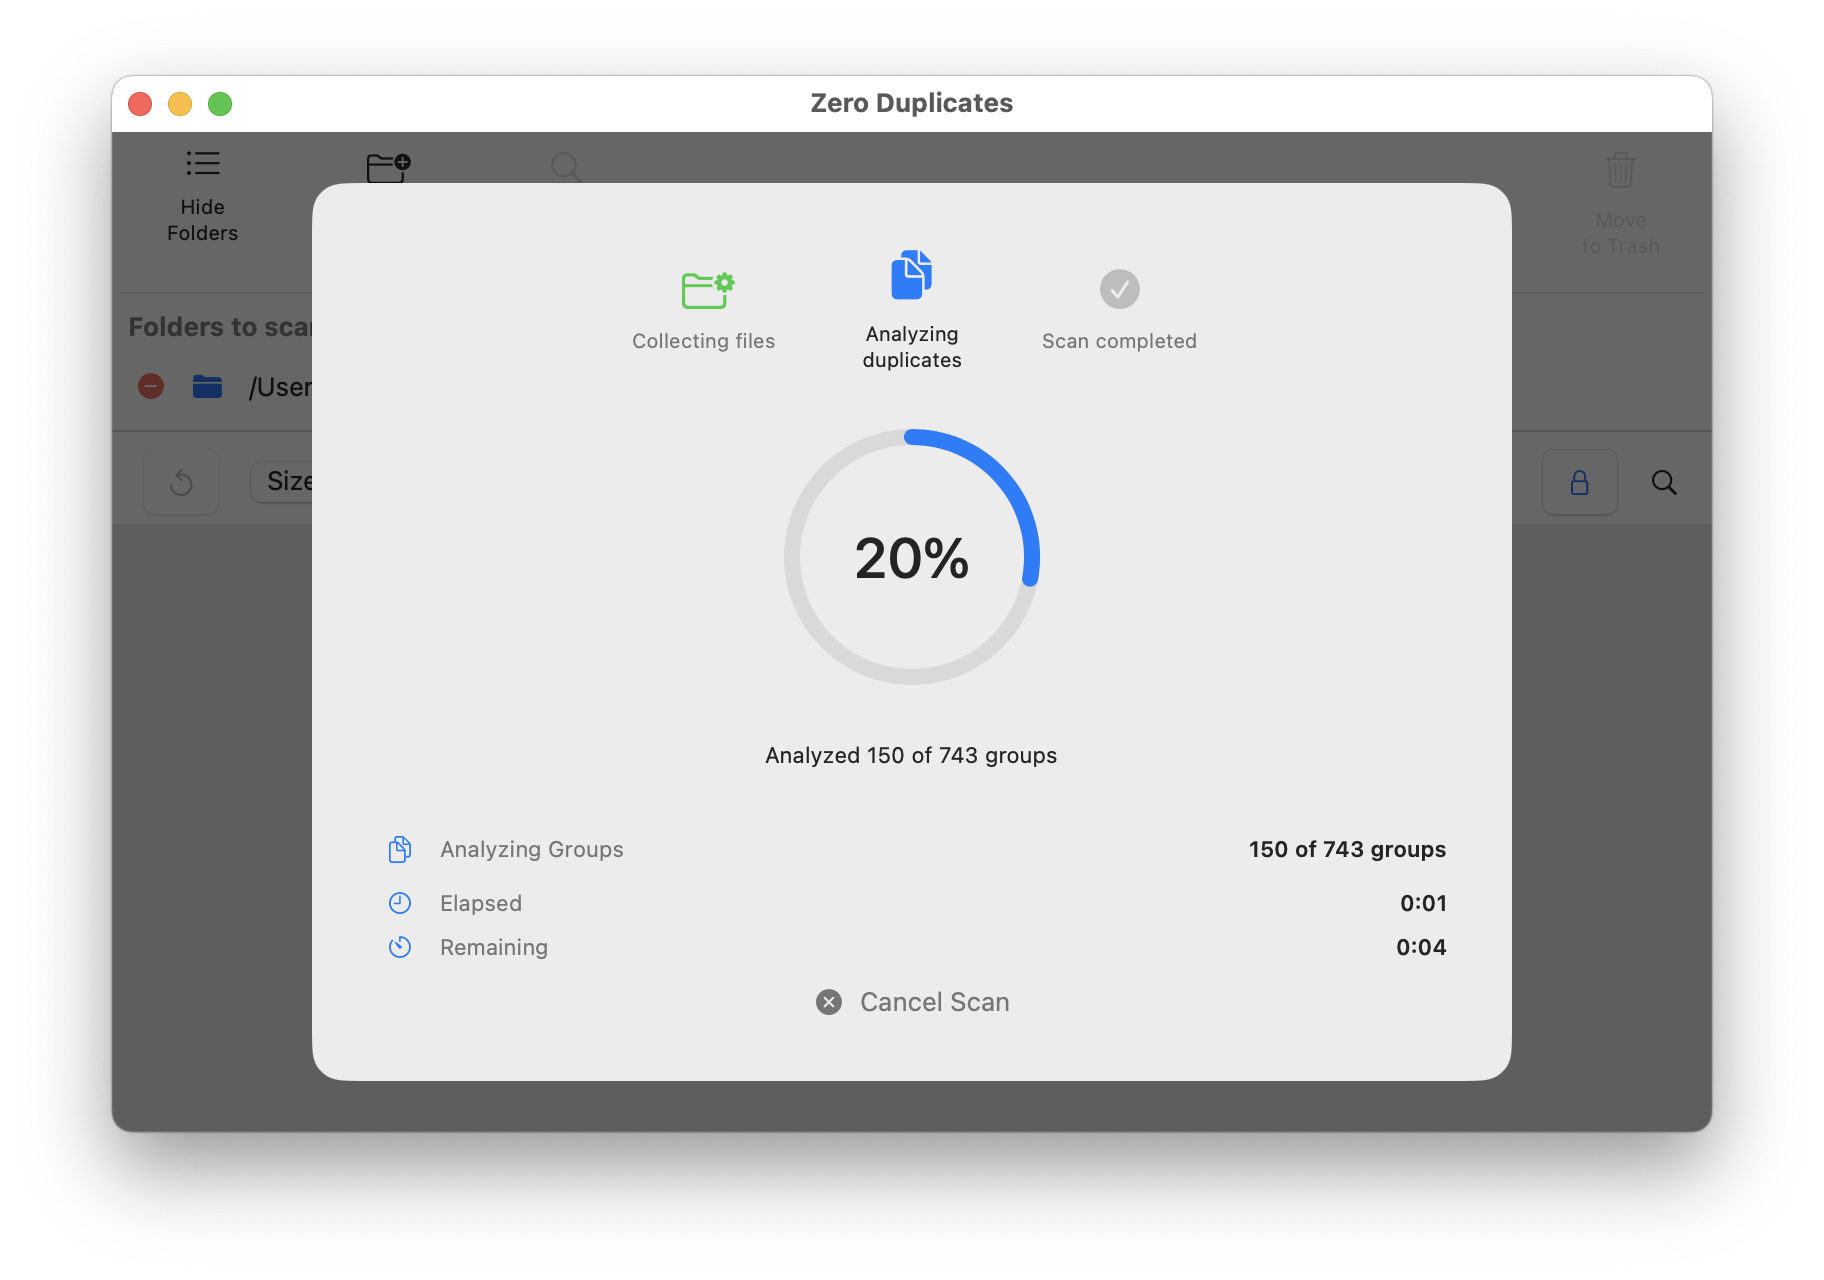 Zero Duplicates
Hide
Folders
Move
to Trash
Folders to scan
/User
Size
Collecting files
Analyzing
duplicates
Scan completed
20%
Analyzed 150 of 743 groups
Analyzing Groups
150 of 743 groups
Elapsed
0:01
Remaining
0:04
Cancel Scan